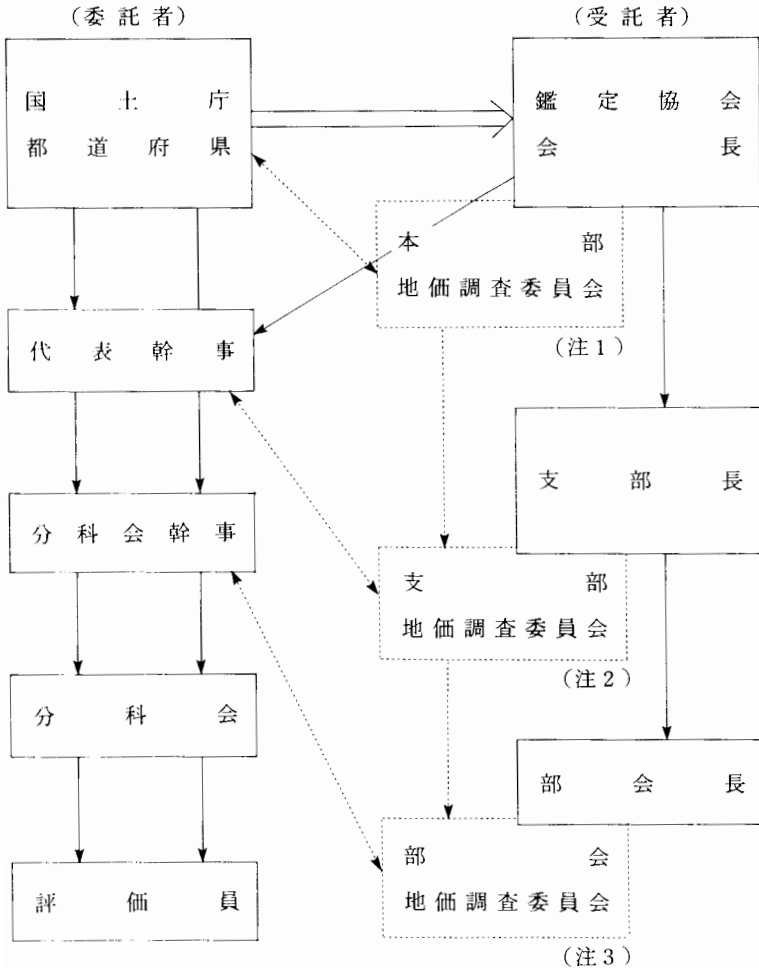 (委託者)
(受託者)
国土庁
都道府県
鑑定協会
会長
本部
地価調査委員会
(注1)
代表幹事
支部長
分科会幹事
支部
地価調査委員会
(注2)
分科会
部会長
部会
地価調査委員会
(注3)
評価員